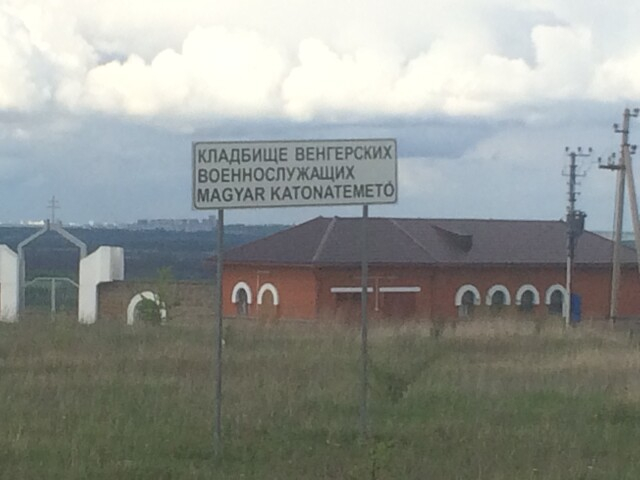 КЛАДБИЩЕ ВЕНГЕРСКИХ
ВОЕННОСЛУЖАЩИХ
MAGYAR KATONATEMETŐ